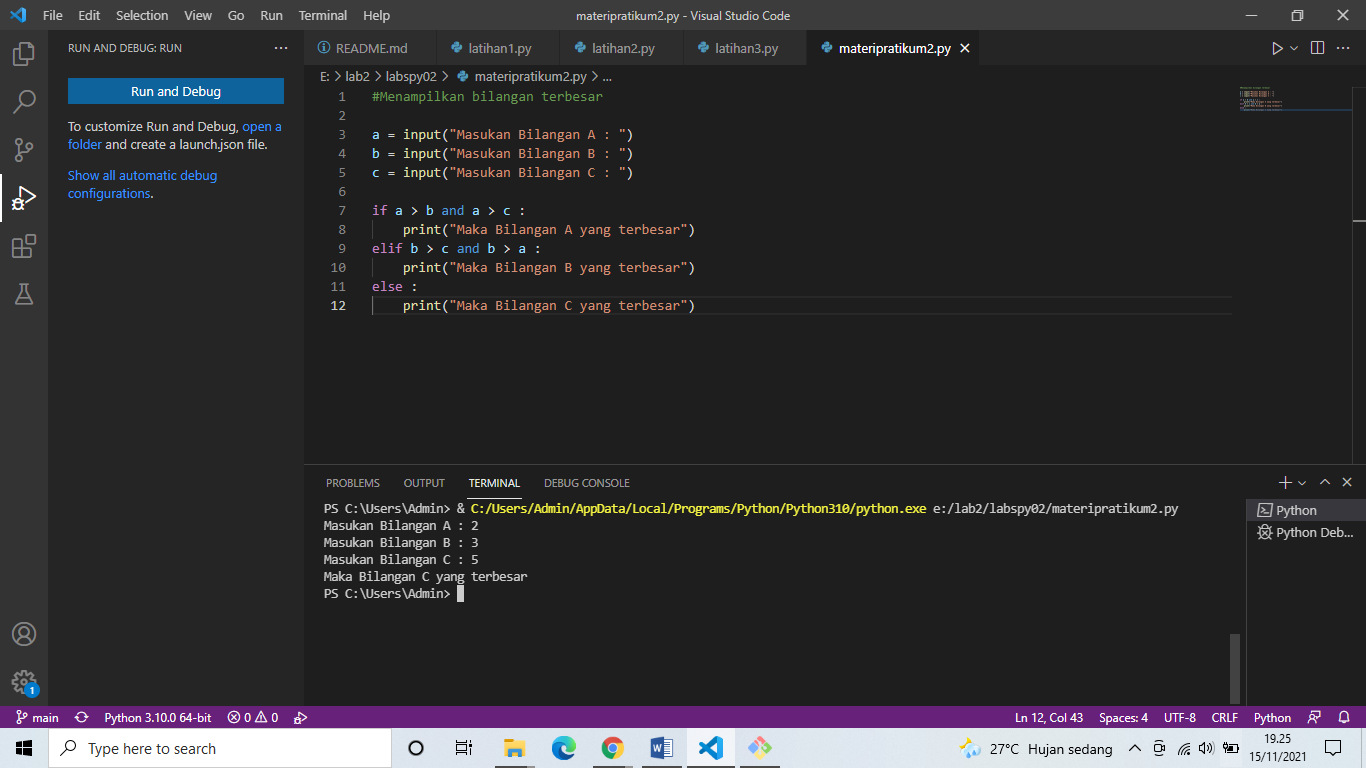 File Edit Selection View Go Run Terminal Help
materipratikum2.py - Visual Studio Code
RUN AND DEBUG: RUN
Run and Debug
To customize Run and Debug, open a
folder and create a launch.json file.
Show all automatic debug
configurations.
README.md latihan1.py latihan2.py latihan3.py materipratikum2.py
E: > lab2 > labspy02 > materipratikum2.py > ...
1 #Menampilkan bilangan terbesar
2
3 a = input("Masukan Bilangan A : ")
4 b = input("Masukan Bilangan B : ")
5 c = input("Masukan Bilangan C : ")
6
7 if a > b and a > c :
8 print("Maka Bilangan A yang terbesar")
9 elif b > c and b > a :
10 print("Maka Bilangan B yang terbesar")
11 else :
12 print("Maka Bilangan C yang terbesar")
PROBLEMS OUTPUT TERMINAL DEBUG CONSOLE
PS C:\Users\Admin> & C:/Users/Admin/AppData/Local/Programs/Python/Python310/python.exe e:/lab2/labspy02/materipratikum2.py
Masukan Bilangan A : 2
Masukan Bilangan B : 3
Masukan Bilangan C : 5
Maka Bilangan C yang terbesar
PS C:\Users\Admin>
Python
Python Deb...
1
main Python 3.10.0 64-bit 0 0 Ln 12, Col 43 Spaces: 4 UTF-8 CRLF Python
Type here to search
27°C Hujan sedang
19.25
15/11/2021